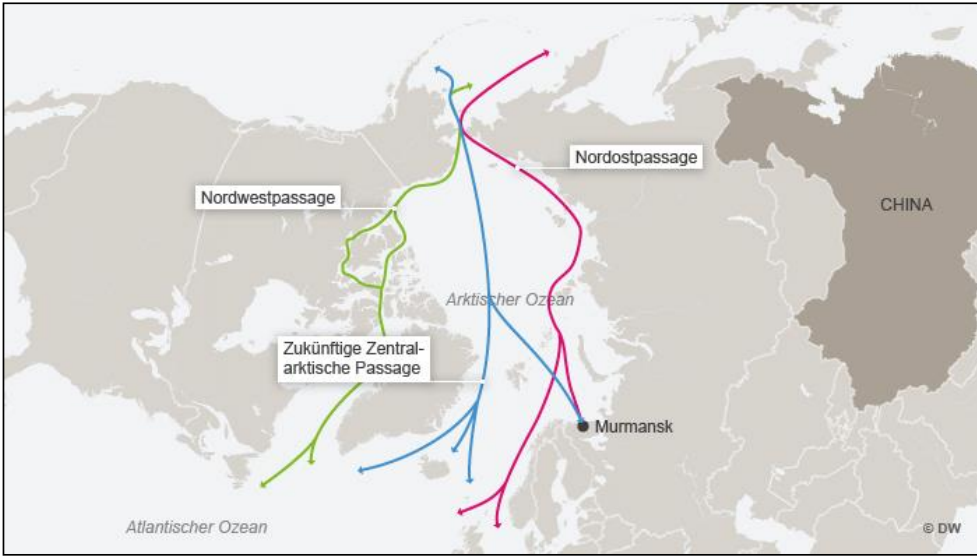 Nordostpassage
Nordwestpassage
CHINA
Arktischer Ozean
Zukünftige Zentral-
arktische Passage
Murmansk
Atlantischer Ozean
© DW